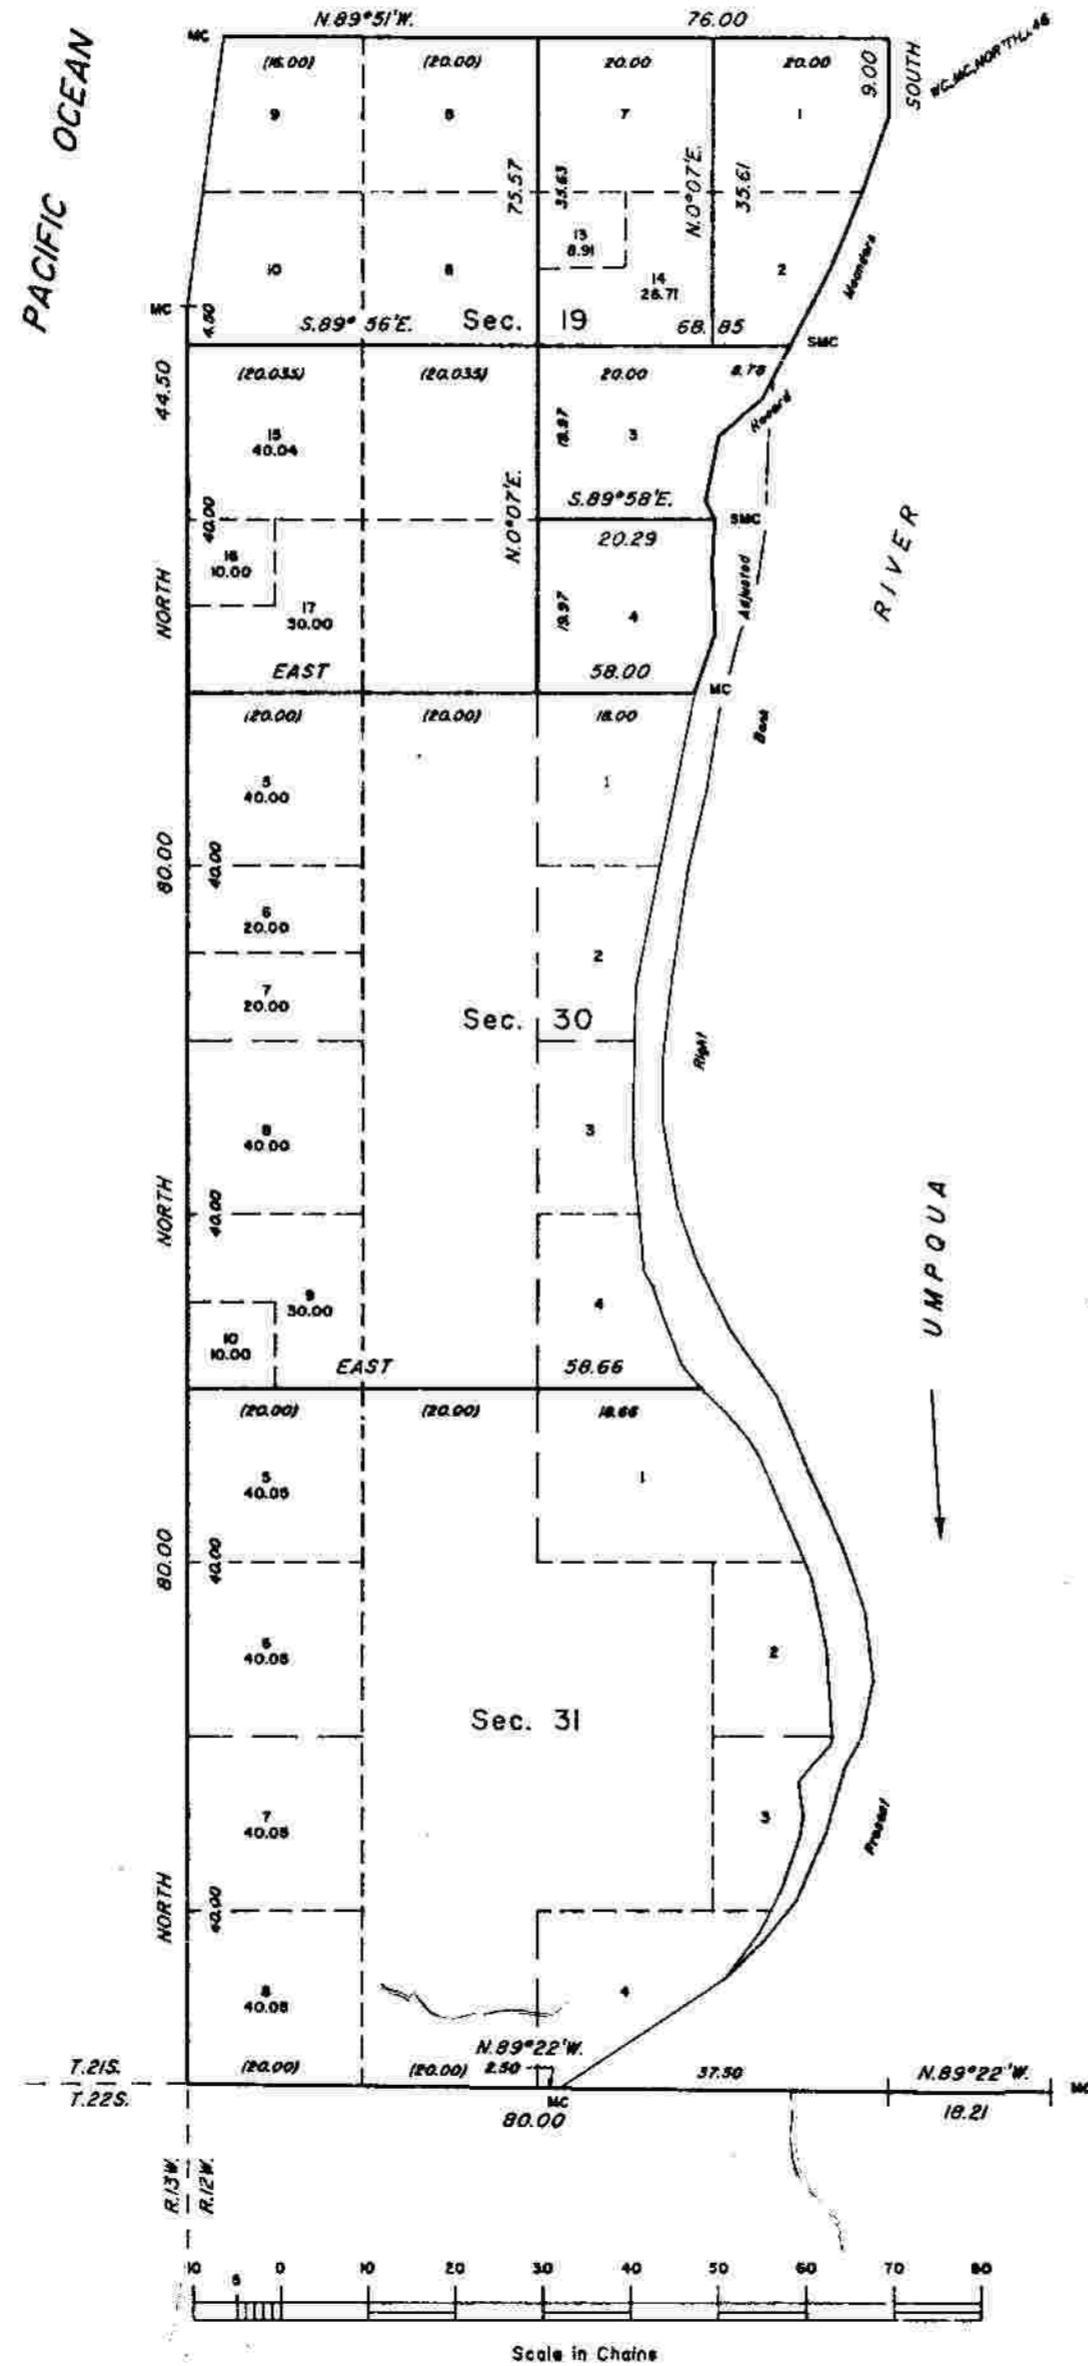 N.89°51'W. 76.00
MC
PACIFIC OCEAN
(16.00) (20.00) 20.00 20.00
9.00
SOUTH
9 8 7 1
75.57
35.63
N.0°07'E.
35.61
13
8.91
10 8 2
14
26.71
Meanders
MC
4.50
S.89°56'E. Sec. 19 68.85
SMC
(20.035) (20.035) 20.00 8.78
44.50
Record
15
40.04
19.97
3
N.0°07'E.
S.89°58'E.
SMC
20.29
40.00
16
10.00
17
30.00
NORTH
19.97
4
Adjusted
RIVER
EAST 58.00
MC
(20.00) (20.00) 18.00
Bank
5
40.00
1
80.00
40.00
6
20.00
2
7
20.00
Sec. 30
Right
8
40.00
3
NORTH
40.00
UMPQUA
9
30.00
4
10
10.00
EAST 58.66
(20.00) (20.00) 18.66
5
40.05
1
80.00
40.00
6
40.05
2
Sec. 31
7
40.05
3
Present
NORTH
40.00
8
40.05
4
N.89°22'W.
T.21S. (20.00) (20.00) 2.50 37.50 N.89°22'W.
T.22S. MC 18.21
MC
80.00
R.13W. R.12W.
10 5 0 10 20 30 40 50 60 70 80
Scale in Chains